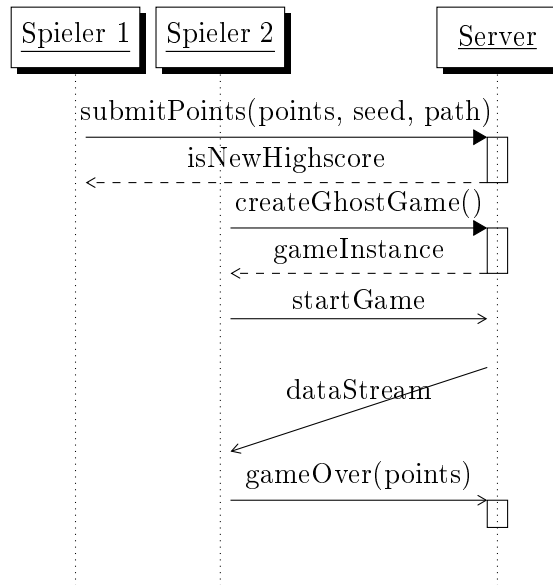 Spieler 1
Spieler 2
Server
submitPoints(points, seed, path)
isNewHighscore
createGhostGame()
gameInstance
startGame
dataStream
gameOver(points)